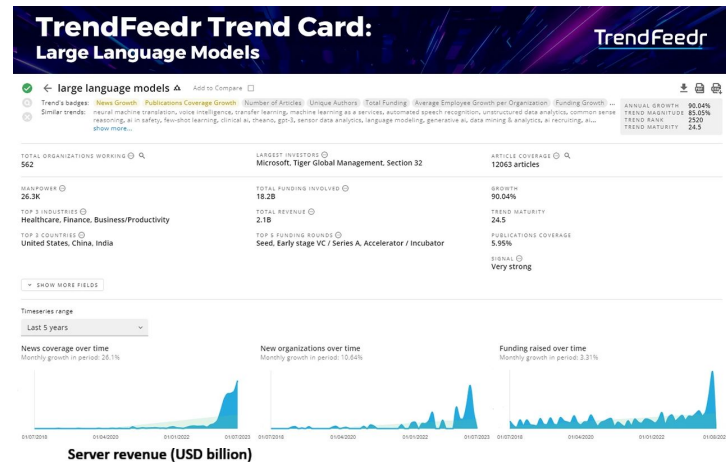 TrendFeedr Trend Card:
Large Language Models
TrendFeedr
large language models
Add to Compare
Trend's badges: News Growth Publications Coverage Growth Number of Articles Unique Authors Total Funding Average Employee Growth per Organization Funding Growth ...
Similar trends: neural machine translation, voice intelligence, transfer learning, machine learning as a services, automated speech recognition, unstructured data analytics, common sense
reasoning, ai in safety, few-shot learning, clinical ai, theano, gpt-3, sensor data analytics, language modeling, generative ai, data mining & analytics, ai recruiting, ai...
show more...
ANNUAL GROWTH 90.04%
TREND MAGNITUDE 85.05%
TREND RANK 2520
TREND MATURITY 24.5
TOTAL ORGANIZATIONS WORKING
562
LARGEST INVESTORS
Microsoft, Tiger Global Management, Section 32
ARTICLE COVERAGE
12063 articles
MANPOWER
26.3K
TOTAL FUNDING INVOLVED
18.2B
GROWTH
90.04%
TOP 3 INDUSTRIES
Healthcare, Finance, Business/Productivity
TOTAL REVENUE
2.1B
TREND MATURITY
24.5
TOP 3 COUNTRIES
United States, China, India
TOP 5 FUNDING ROUNDS
Seed, Early stage VC / Series A, Accelerator / Incubator
PUBLICATIONS COVERAGE
5.95%
SIGNAL
Very strong
SHOW MORE FIELDS
Timeseries range
Last 5 years
News coverage over time
Monthly growth in period: 26.1%
New organizations over time
Monthly growth in period: 10.64%
Funding raised over time
Monthly growth in period: 3.31%
01/07/2018 01/04/2020 01/01/2022 01/07/2023
01/07/2018 01/04/2020 01/01/2022 01/07/2023
01/07/2018 01/04/2020 01/01/2022
Server revenue (USD billion)